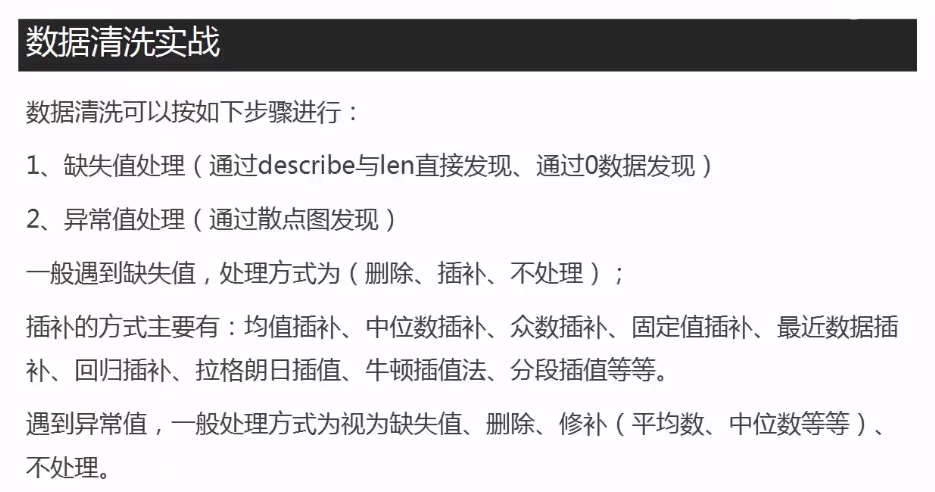 数据清洗实战
数据清洗可以按如下步骤进行：
1、缺失值处理（通过describe与len直接发现、通过0数据发现）
2、异常值处理（通过散点图发现）
一般遇到缺失值，处理方式为（删除、插补、不处理）；
插补的方式主要有：均值插补、中位数插补、众数插补、固定值插补、最近数据插
补、回归插补、拉格朗日插值、牛顿插值法、分段插值等等。
遇到异常值，一般处理方式为视为缺失值、删除、修补（平均数、中位数等等）、
不处理。